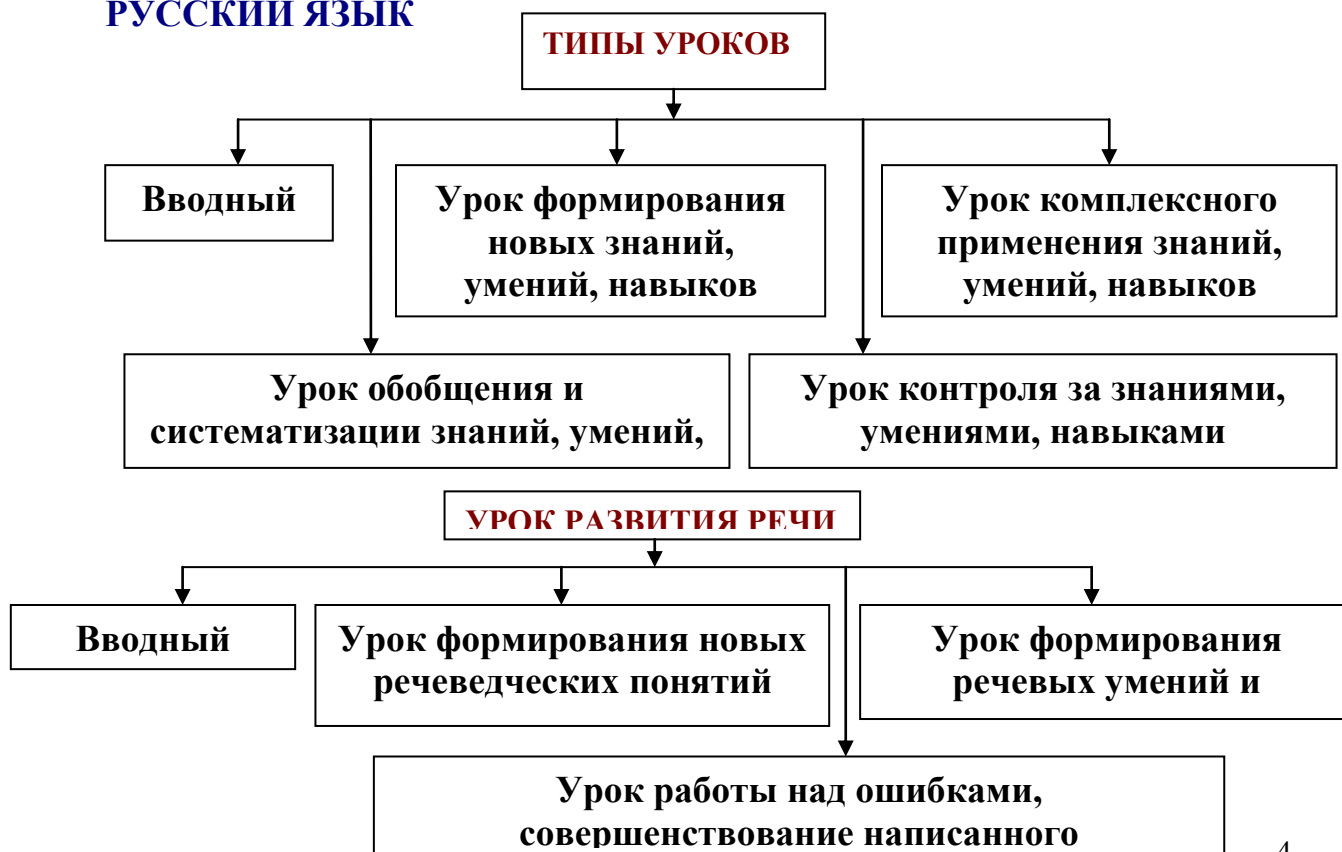 РУССКИЙ ЯЗЫК
ТИПЫ УРОКОВ
Вводный
Урок формирования
новых знаний,
умений, навыков
Урок комплексного
применения знаний,
умений, навыков
Урок обобщения и
систематизации знаний, умений,
Урок контроля за знаниями,
умениями, навыками
УРОК РАЗВИТИЯ РЕЧИ
Вводный
Урок формирования новых
речеведческих понятий
Урок формирования
речевых умений и
Урок работы над ошибками,
совершенствование написанного
4